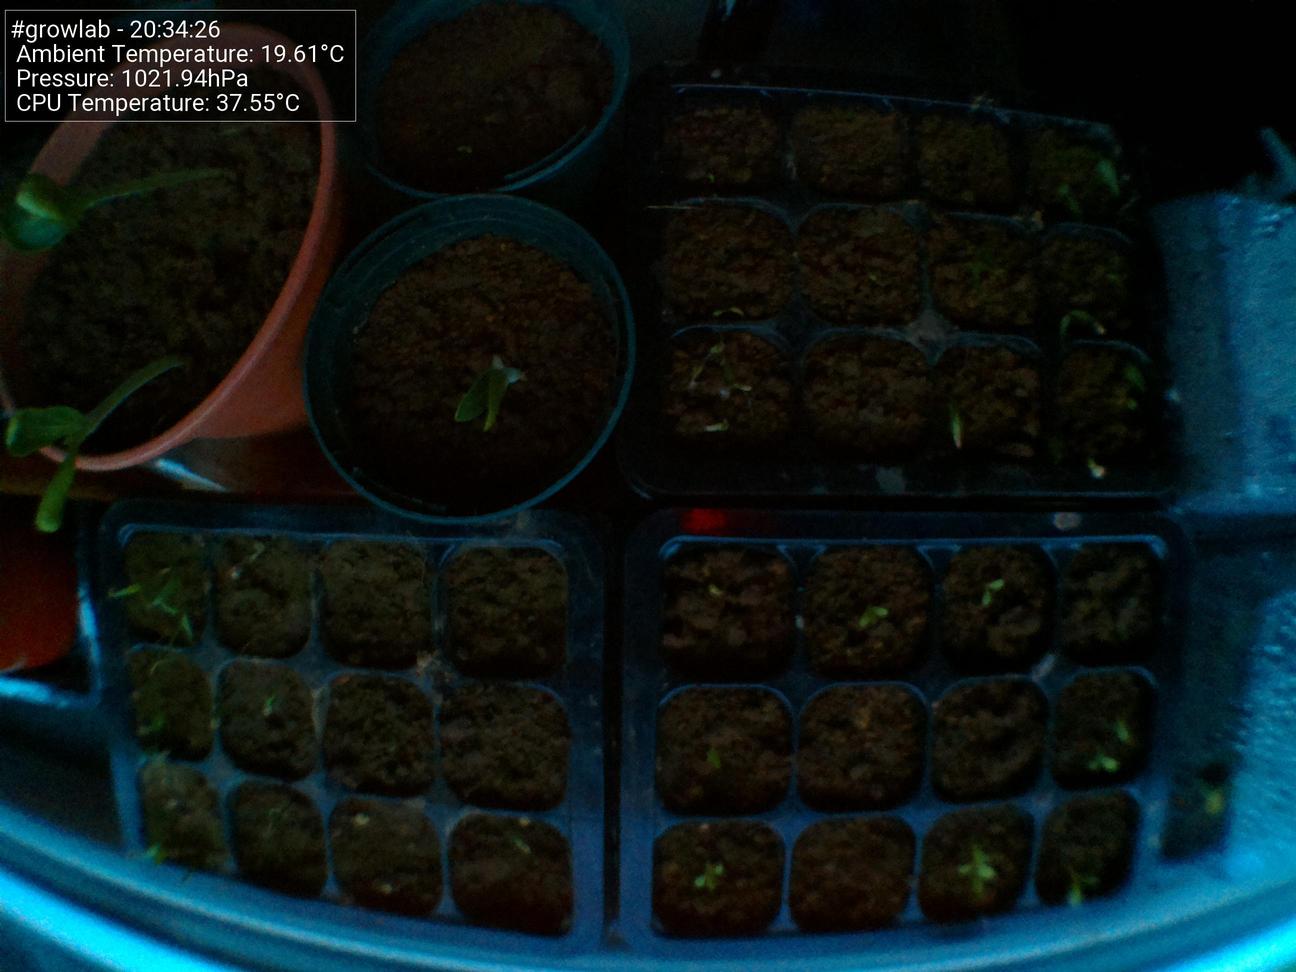 #growlab - 20:34:26
Ambient Temperature: 19.61°C
Pressure: 1021.94hPa
CPU Temperature: 37.55°C